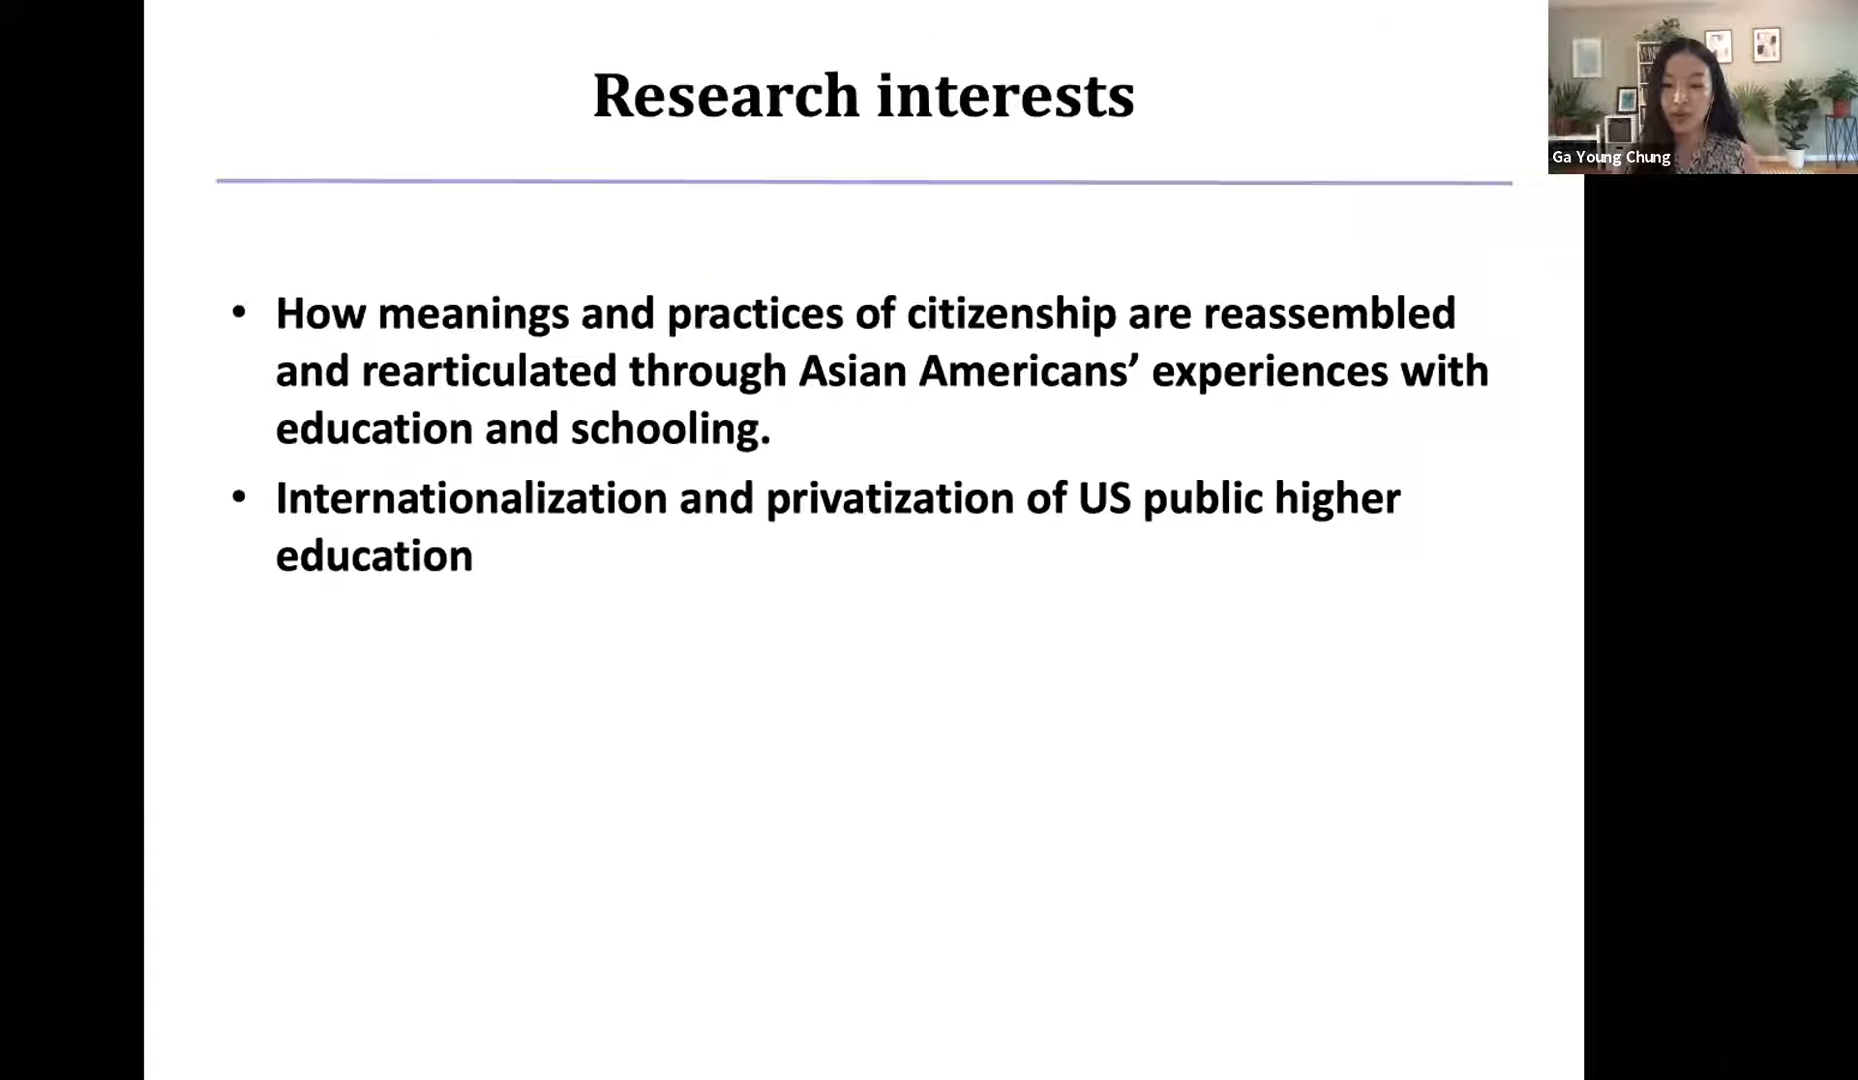 Research interests
Ga Young Chung
• How meanings and practices of citizenship are reassembled
and rearticulated through Asian Americans’ experiences with
education and schooling.
• Internationalization and privatization of US public higher
education